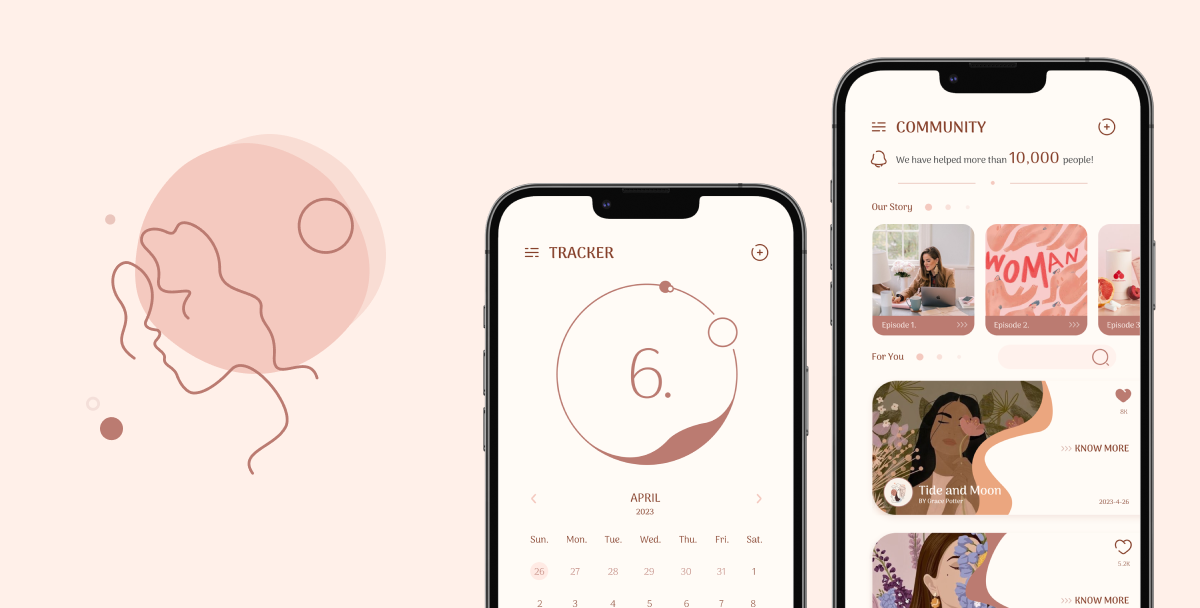 TRACKER
6.
APRIL
2023
Sun. Mon. Tue. Wed. Thu. Fri. Sat.
26 27 28 29 30 31 1
2 3 4 5 6 7 8
COMMUNITY
We have helped more than 10,000 people!
Our Story
WOMAN
Episode 1. >>>
Episode 2. >>>
Episode 3
For You
8K
>>> KNOW MORE
Tide and Moon
BY Grace Potter
2023-4-26
5.2K
>>> KNOW MORE